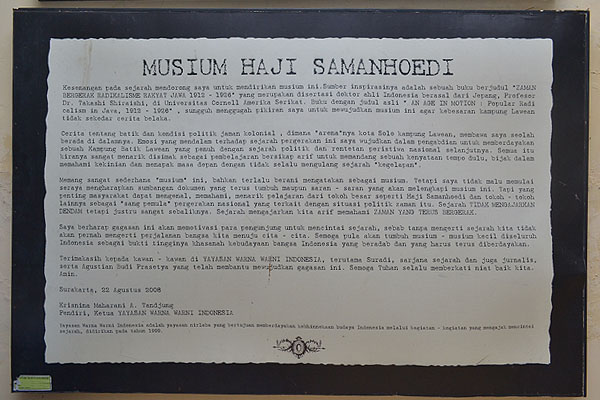 MUSIUM HAJI SAMANHOEDI
Kesenangan pada sejarah mendorong saya untuk mendirikan musium ini.Sumber inspirasinya adalah sebuah buku berjudul "ZAMAN
BERGERAK RADIKALISME RAKYAT JAWA 1912 - 1926" yang merupakan disertasi doktor ahli Indonesia berasal dari Jepang, Profesor
Dr. Takashi Shiraishi, di Universitas Cornell Amerika Serikat. Buku dengan judul asli " AN AGE IN MOTION : Popular Radi
calism in Java, 1912 - 1926" , sungguh menggugah pikiran saya untuk mewujudkan musium ini agar kebesaran kampung Lawean
tidak sekedar cerita belaka.
Cerita tentang batik dan kondisi politik jaman kolonial , dimana "arena"nya kota Solo kampung Lawean, membawa saya seolah
berada di dalamnya. Emosi yang mendalam terhadap sejarah pergerakan ini saya wujudkan dalam pengabdian untuk memberdayakan
sebuah Kampung Batik Lawean yang penuh dengan sejarah politik dan rentetan peristiwa nasional selanjutnya. Semua itu
kiranya sangat menarik disimak sebagai pembelajaran bersikap arif untuk memandang sebuah kenyataan tempo dulu, bijak dalam
memahami kekinian dan menapak masa depan dengan tidak selalu mengulang sejarah "kegelapan".
Memang sangat sederhana "musium" ini, bahkan terlalu berani mengatakan sebagai musium. Tetapi saya tidak malu memulai
seraya mengharapkan sumbangan dokumen yang terus tumbuh maupun saran - saran yang akan melengkapi musium ini. Tapi yang
penting masyarakat dapat mengenal, memahami, menarik pelajaran dari tokoh besar seperti Haji Samanhoedi dan tokoh - tokoh
lainnya sebagai "sang pemula" pergerakan nasional yang terkait dengan situasi politik zaman itu. Sejarah TIDAK MENGAJARKAN
DENDAM tetapi justru sangat sebaliknya. Sejarah mengajarkan kita arif memahami ZAMAN YANG TERUS BERGERAK.
Saya berharap gagasan ini akan memotivasi para pengunjung untuk mencintai sejarah, sebab tanpa mengerti sejarah kita tidak
akan pernah mengerti perjalanan bangsa kita menuju cita - cita. Semoga pula akan tumbuh musium - musium kecil diseluruh
Indonesia sebagai bukti tingginya khasanah kebudayaan bangsa Indonesia yang beradab dan yang harus terus diberdayakan.
Terimakasih kepada kawan - kawan di YAYASAN WARNA WARNI INDONESIA, terutama Suradi, sarjana sejarah dan juga jurnalis,
serta Agustian Budi Prasetya yang telah membantu mewujudkan gagasan ini. Semoga Tuhan selalu memberkati niat baik kita.
Amin.
Surakarta, 22 Agustus 2008
Krisnina Maharani A. Tandjung
Pendiri, Ketua YAYASAN WARNA WARNI INDONESIA
Yayasan Warna Warni Indonesia adalah yayasan nirlaba yang bertujuan memberdayakan kebhinnekaan budaya Indonesia melalui kegiatan - kegiatan yang mengajak mencintai
sejarah, didirikan pada tahun